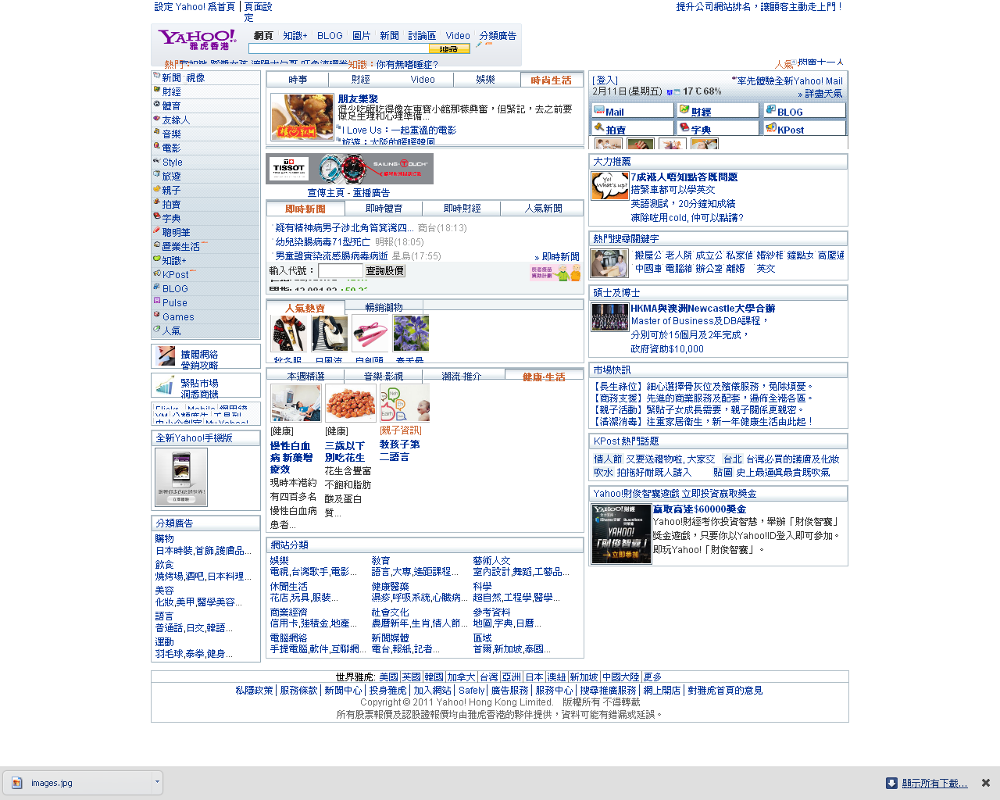 設定 Yahoo! 為首頁 | 頁面設定
提升公司網站排名，讓顧客主動走上門！
YAHOO! 雅虎香港
網頁 知識+ BLOG 圖片 新聞 討論區 Video 分類廣告
搜尋
知識：你有無嗜睡症?
新聞 視像
財經
體育
友緣人
音樂
電影
Style
旅遊
親子
拍賣
字典
聰明筆
置業生活
知識+
KPost
BLOG
Pulse
Games
人氣
擴闊網絡
營銷攻略
緊貼市場
洞悉商機
全新Yahoo!手機版
立即體驗
分類廣告
購物
日本時裝,首飾,護膚品...
飲食
燒烤場,酒吧,日本料理...
美容
化妝,美甲,醫學美容...
語言
普通話,日文,韓語...
運動
羽毛球,泰拳,健身...
時事 財經 Video 娛樂 時尚生活
朋友樂聚
很少吃飯吃得像在東寶小館那樣興奮，但緊記，去之前要
做足生理和心理準備...
I Love Us：一起重溫的電影
旅遊：大阪的暖暖韓風
TISSOT SAILING-TOUCH
宣傳主頁 - 重播廣告
即時新聞 即時體育 即時財經 人氣新聞
疑有精神病男子涉北角筲箕灣四... 商台(18:13)
幼兒染腸病毒71型死亡 明報(18:05)
男童證實染流感腸病毒病逝 星島(17:55)
» 即時新聞
輸入代號： 查詢股價
人氣熱賣 暢銷潮物
本週精選 音樂·影視 潮流·推介 健康·生活
[健康]
慢性白血病 新藥增療效
現時本港約有四百多名慢性白血病患者...
[健康]
三歲以下別吃花生
花生含豐富不飽和脂肪酸及蛋白質...
[親子資訊]
教孩子第二語言
網站分類
娛樂
電視,台灣歌手,電影...
教育
語言,大專,遙距課程...
藝術人文
室內設計,舞蹈,工藝品...
休閒生活
花店,玩具,服裝...
健康醫藥
濕疹,呼吸系統,心臟病...
科學
超自然,工程學,醫學...
商業經濟
信用卡,強積金,地產...
社會文化
農曆新年,生肖,情人節...
參考資料
地圖,字典,日曆...
電腦網絡
手提電腦,軟件,互聯網...
新聞媒體
電台,報紙,記者...
區域
首爾,新加坡,泰國...
[登入]
率先體驗全新Yahoo! Mail
2月11日(星期五) 17℃ 68%
» 詳盡天氣
Mail 財經 BLOG
拍賣 字典 KPost
大力推薦
Yo! What's up?
7成港人唔知點答既問題
搭緊車都可以學英文
英語測試，20分鐘知成績
凍除咗用cold, 仲可以點講?
熱門搜尋關鍵字
老人院 鐘點女
辦公室 離婚 英文
碩士及博士
HKMA與澳洲Newcastle大學合辦
Master of Business及DBA課程，
分別可於15個月及2年完成，
政府資助$10,000
市場快訊
【長生祿位】細心選擇骨灰位及殯儀服務，免除煩憂。
【商務支援】先進的商業服務及配套，遍佈全港各區。
【親子活動】緊貼子女成長需要，親子關係更親密。
【清潔消毒】注重家居衛生，新一年健康生活由此起！
KPost 熱門話題
情人節 又要送禮物啦, 大家交 台北 台灣必買的護膚及化妝
吹水 拍拖好耐既人請入 貼圖 史上最逼真最貴既吹氣
Yahoo!財俊智囊遊戲 立即投資贏取獎金
YAHOO! 財經
YAHOO!
「財俊智囊」
立即參加
贏取高達$60000獎金
Yahoo!財經考你投資智慧，舉辦「財俊智囊」
獎金遊戲，只要你以Yahoo!ID登入即可參加。
即玩Yahoo!「財俊智囊」。
世界雅虎: 美國 | 英國 | 韓國 | 加拿大 | 台灣 | 亞洲 | 日本 | 澳紐 | 新加坡 | 中國大陸 | 更多
私隱政策 | 服務條款 | 新聞中心 | 投身雅虎 | 加入網站 | Safely | 廣告服務 | 服務中心 | 搜尋推廣服務 | 網上開店 | 對雅虎首頁的意見
Copyright © 2011 Yahoo! Hong Kong Limited. 版權所有 不得轉載
所有股票報價及認股證報價均由雅虎香港的夥伴提供，資料可能有錯漏或延誤。
images.jpg
顯示所有下載...